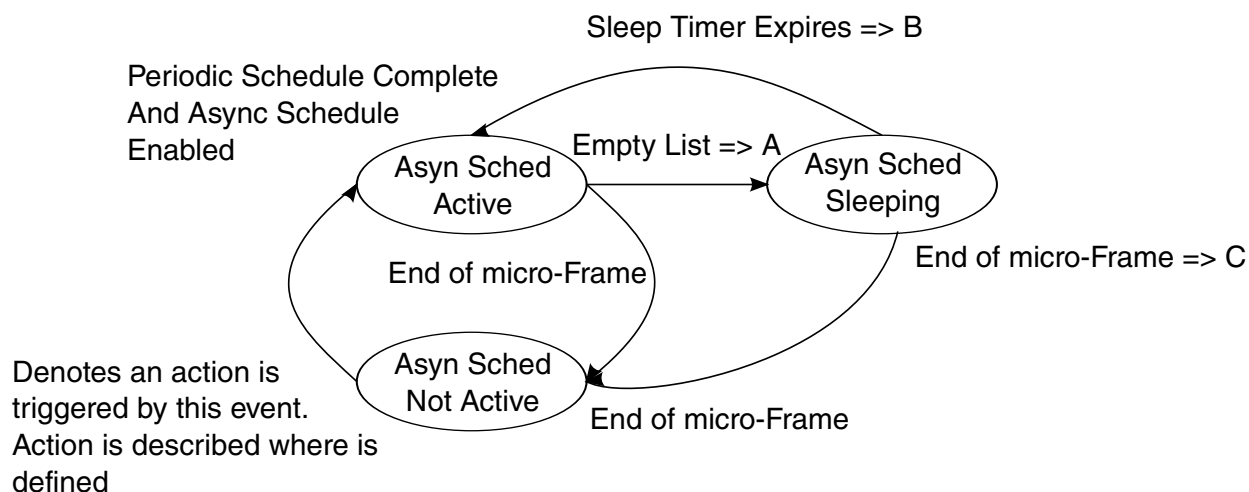 Sleep Timer Expires => B
Periodic Schedule Complete
And Async Schedule
Enabled
Empty List => A
Asyn Sched
Active
Asyn Sched
Sleeping
End of micro-Frame => C
End of micro-Frame
Asyn Sched
Not Active
End of micro-Frame
Denotes an action is
triggered by this event.
Action is described where is
defined